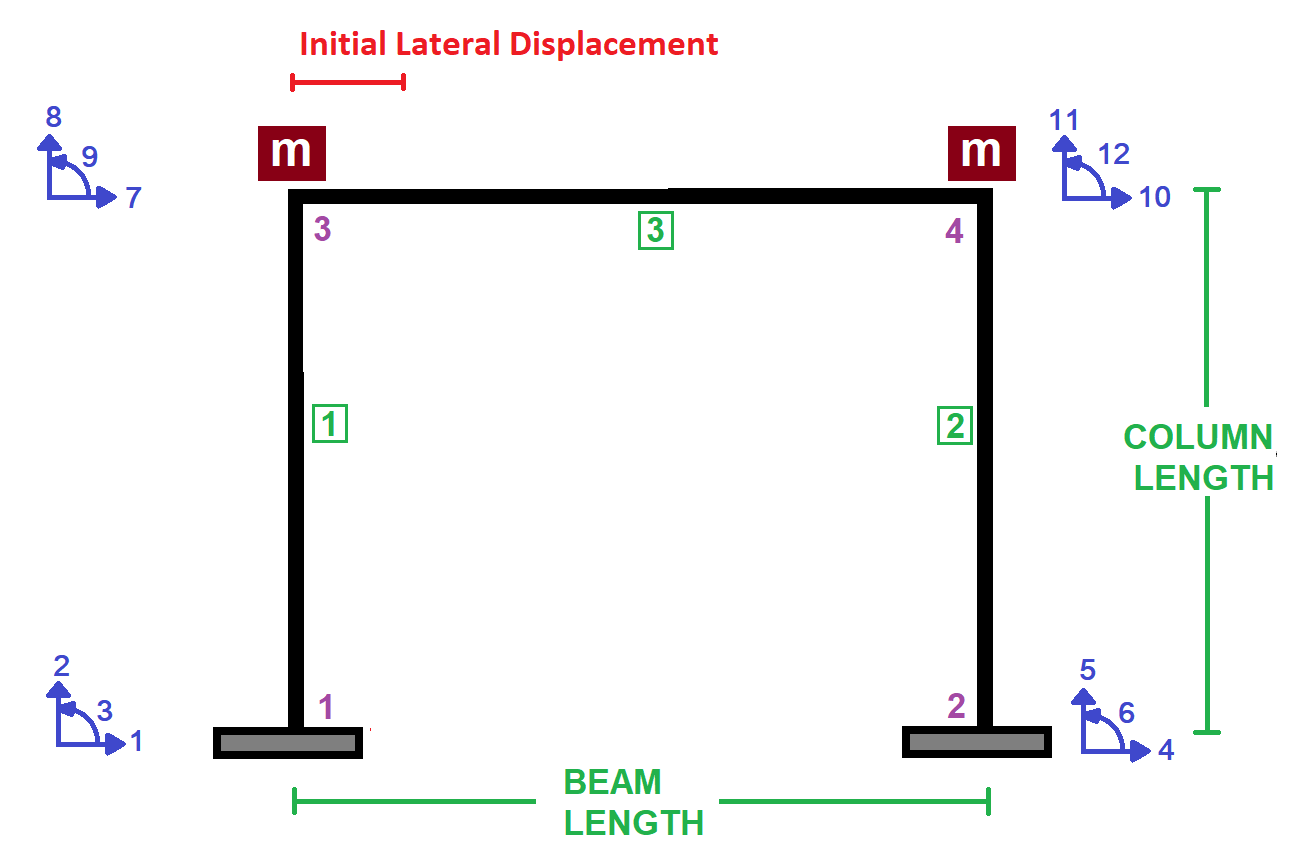 Initial Lateral Displacement
8
9
7
m
m
11
12
10
3
3
4
1
2
COLUMN
LENGTH
2
3
1
1
2
5
6
4
BEAM
LENGTH